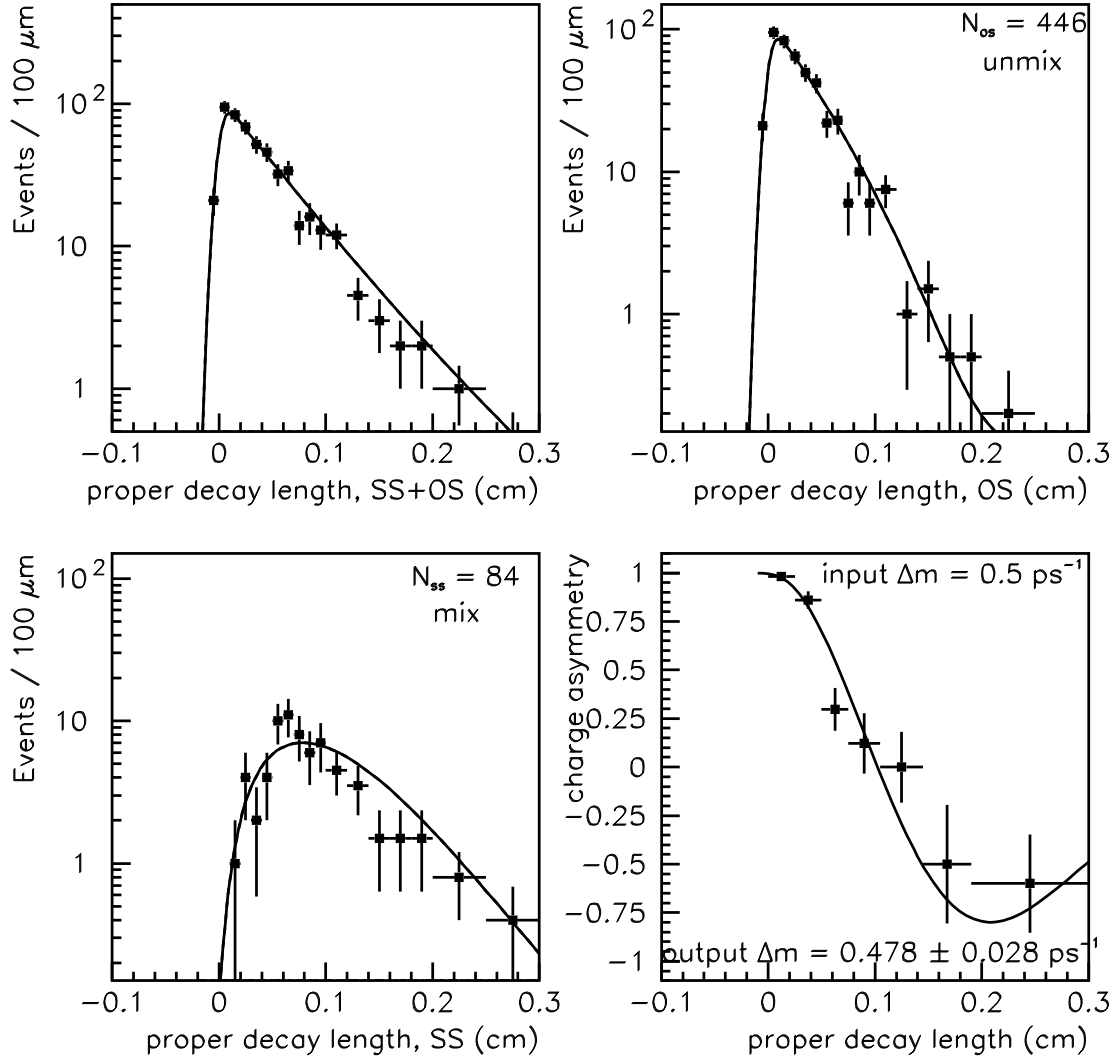 Events / 100 μm
10²
10
1
−0.1 0 0.1 0.2 0.3
proper decay length, SS+OS (cm)
Events / 100 μm
N_os = 446
unmix
10²
10
1
−0.1 0 0.1 0.2 0.3
proper decay length, OS (cm)
Events / 100 μm
N_ss = 84
mix
10²
10
1
−0.1 0 0.1 0.2 0.3
proper decay length, SS (cm)
charge asymmetry
input Δm = 0.5 ps⁻¹
1
0.75
0.5
0.25
0
−0.25
−0.5
−0.75
−1
output Δm = 0.478 ± 0.028 ps⁻¹
−0.1 0 0.1 0.2 0.3
proper decay length (cm)